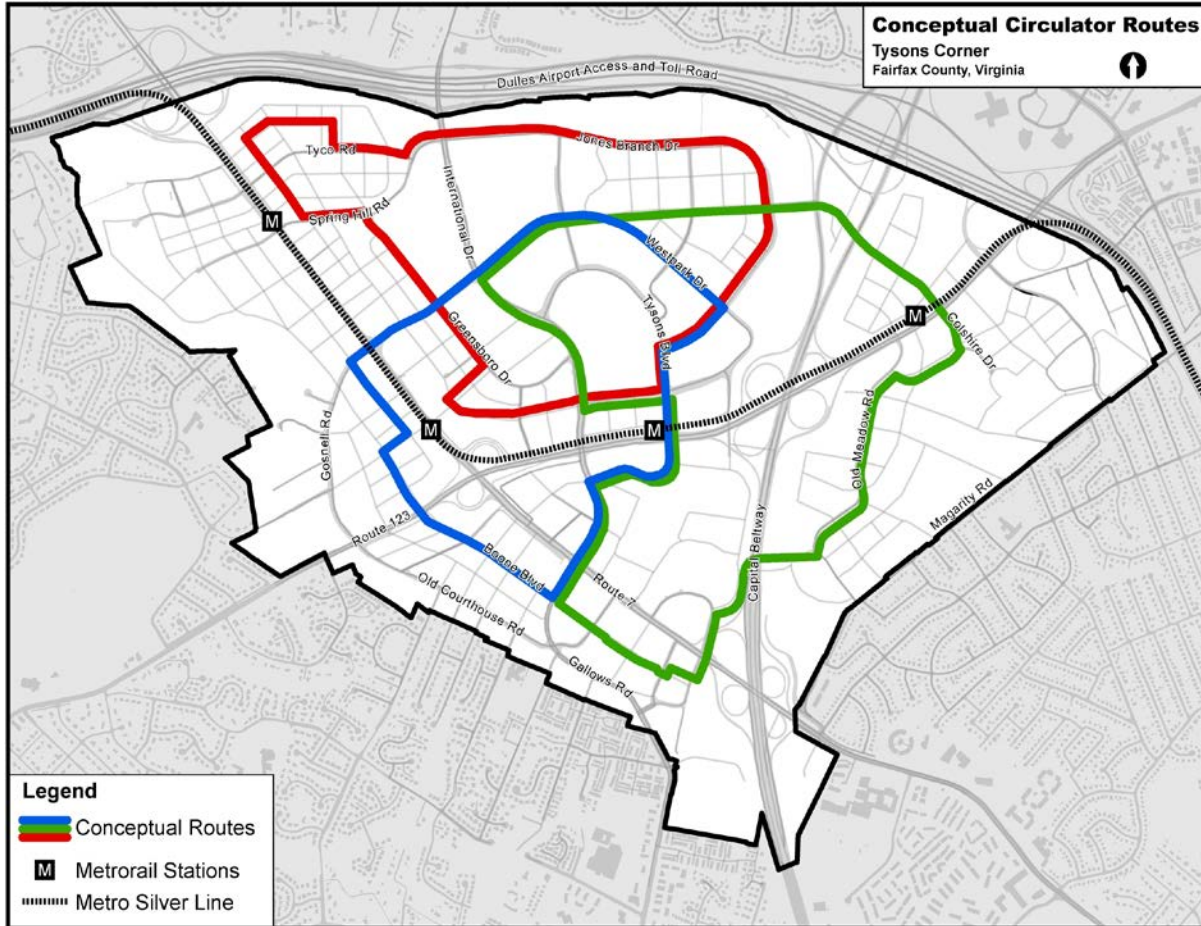 Conceptual Circulator Routes
Tysons Corner
Fairfax County, Virginia
Dulles Airport Access and Toll Road
Jones Branch Dr
Tyco Rd
International Dr
Spring Hill Rd
M
Westpark Dr
Tysons Blvd
Greensboro Dr
M
Colshire Dr
Gosnell Rd
M
M
Old Meadow Rd
Magarity Rd
Route 123
Boone Blvd
Capital Beltway
Route 7
Old Courthouse Rd
Gallows Rd
Legend
Conceptual Routes
M Metrorail Stations
Metro Silver Line